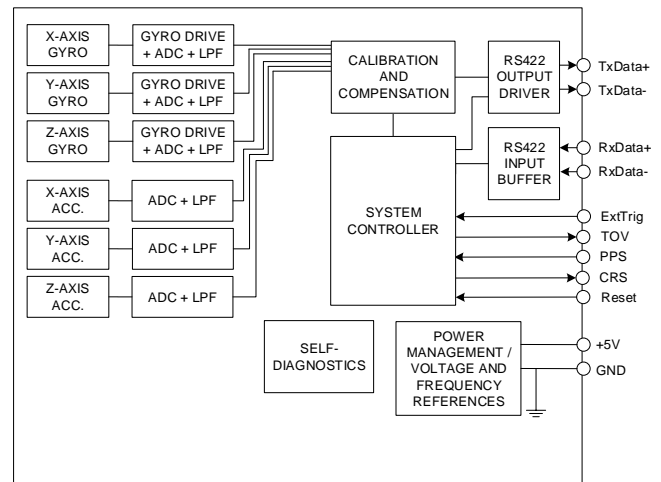 X-AXIS
GYRO
GYRO DRIVE
+ ADC + LPF
Y-AXIS
GYRO
GYRO DRIVE
+ ADC + LPF
Z-AXIS
GYRO
GYRO DRIVE
+ ADC + LPF
X-AXIS
ACC.
ADC + LPF
Y-AXIS
ACC.
ADC + LPF
Z-AXIS
ACC.
ADC + LPF
CALIBRATION
AND
COMPENSATION
RS422
OUTPUT
DRIVER
TxData+
TxData-
RS422
INPUT
BUFFER
RxData+
RxData-
SYSTEM
CONTROLLER
ExtTrig
TOV
PPS
CRS
Reset
SELF-
DIAGNOSTICS
POWER
MANAGEMENT /
VOLTAGE AND
FREQUENCY
REFERENCES
+5V
GND